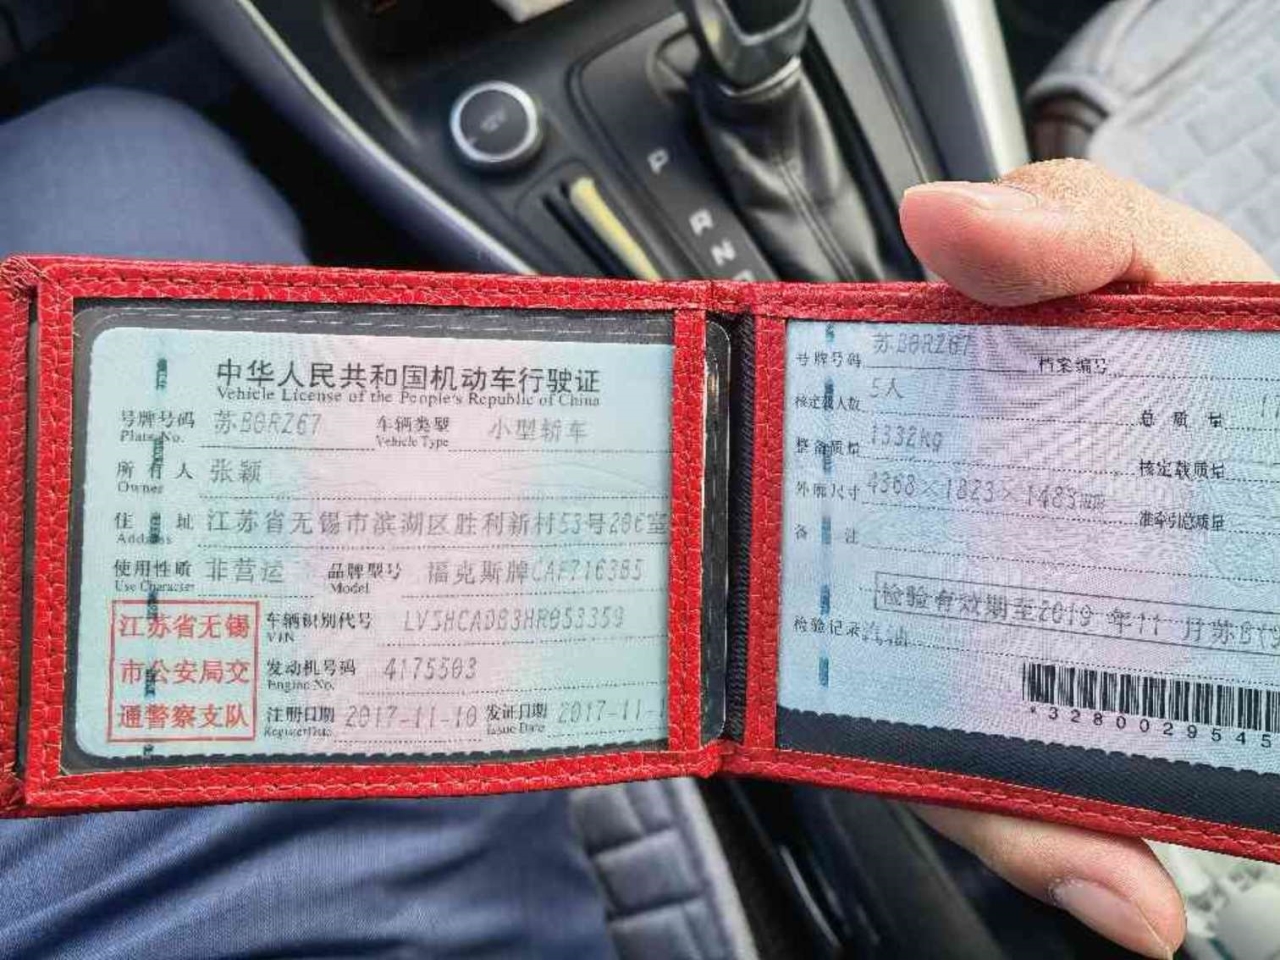 P
R
N
中华人民共和国机动车行驶证
Vehicle License of the People's Republic of China
号牌号码 苏B0RZ67 车辆类型 小型轿车
Plate No. Vehicle Type
所有人 张颖
Owner
住址 江苏省无锡市滨湖区胜利新村53号206室
Address
使用性质 非营运 品牌型号 福克斯牌CAF7163B5
Use Character Model
江苏省无锡
市公安局交
通警察支队
车辆识别代号 LVSHCADB3HR053359
VIN
发动机号码 4175503
Engine No.
注册日期 2017-11-10 发证日期 2017-11-1
Register Date Issue Date
号牌号码 苏B0RZ67 档案编号
核定载人数 5人 总质量
整备质量 1332kg 核定载质量
外廓尺寸 4368×1823×1483mm 准牵引总质量
备注
检验有效期至2019年11月苏B
检验记录 汽油
*3280029545